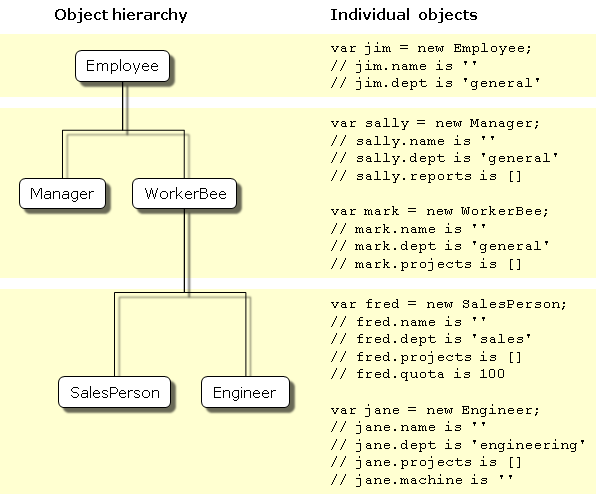 Object hierarchy
Individual objects
Employee
var jim = new Employee;
// jim.name is ''
// jim.dept is 'general'
Manager
WorkerBee
var sally = new Manager;
// sally.name is ''
// sally.dept is 'general'
// sally.reports is []
var mark = new WorkerBee;
// mark.name is ''
// mark.dept is 'general'
// mark.projects is []
SalesPerson
Engineer
var fred = new SalesPerson;
// fred.name is ''
// fred.dept is 'sales'
// fred.projects is []
// fred.quota is 100
var jane = new Engineer;
// jane.name is ''
// jane.dept is 'engineering'
// jane.projects is []
// jane.machine is ''